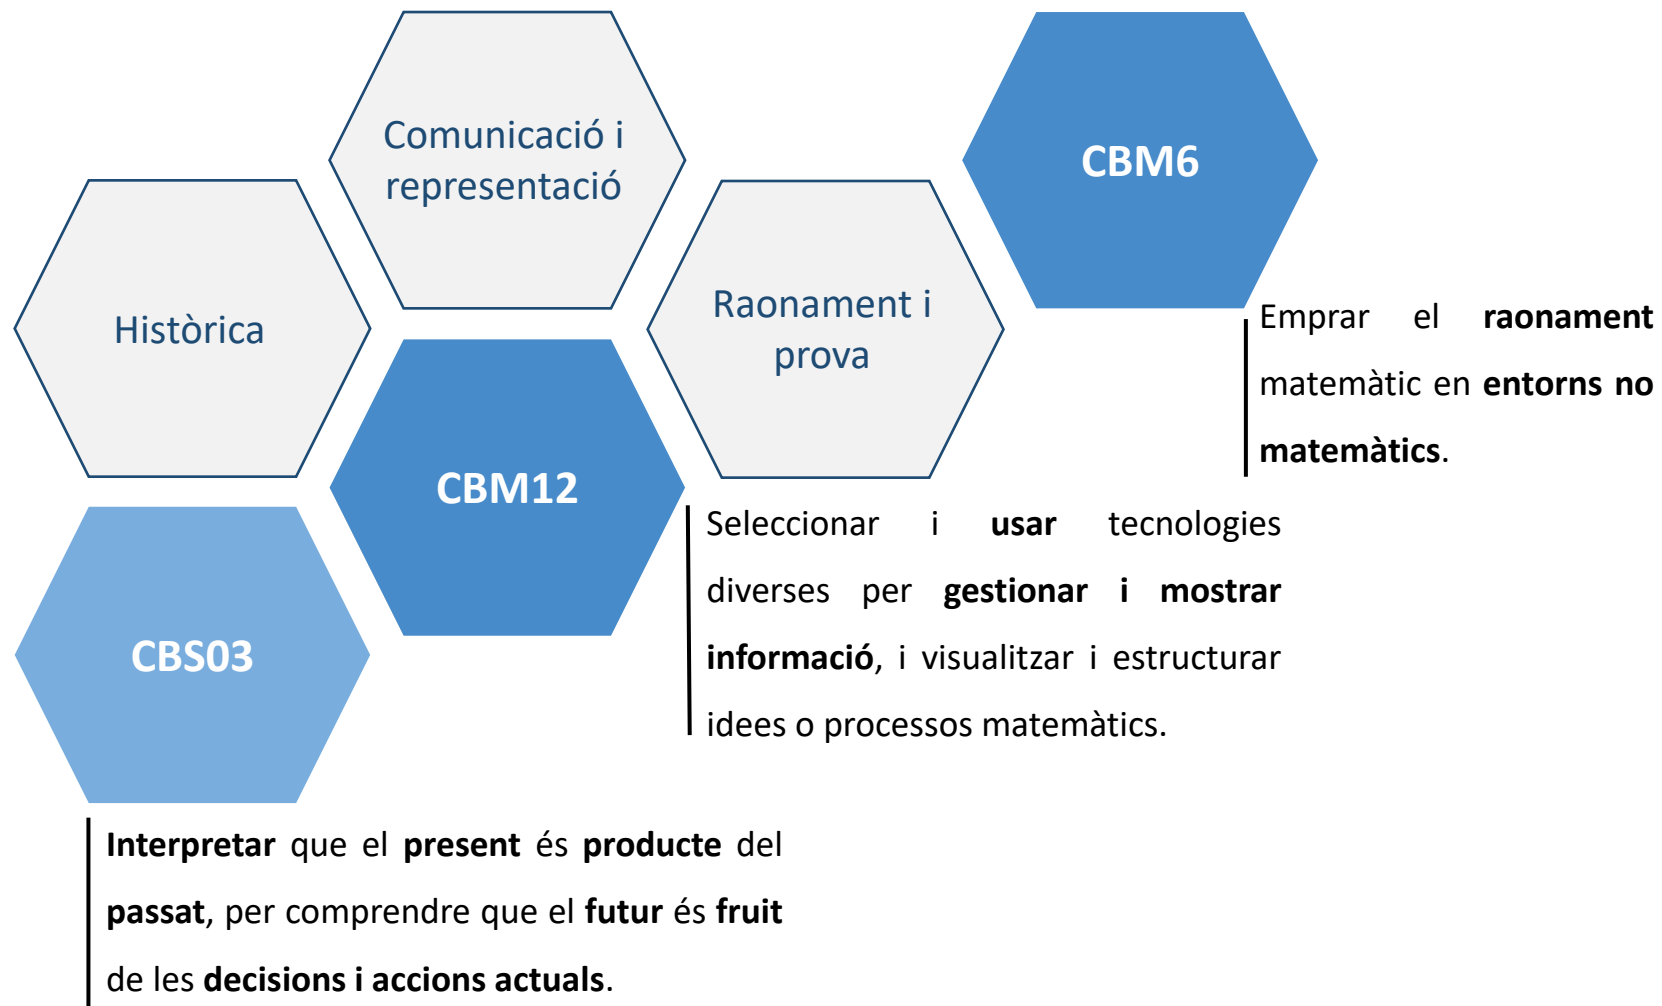 Comunicació i
representació
CBM6
Històrica
Raonament i
prova
Emprar el raonament
matemàtic en entorns no
matemàtics.
CBM12
Seleccionar i usar tecnologies
diverses per gestionar i mostrar
informació, i visualitzar i estructurar
idees o processos matemàtics.
CBS03
Interpretar que el present és producte del
passat, per comprendre que el futur és fruit
de les decisions i accions actuals.